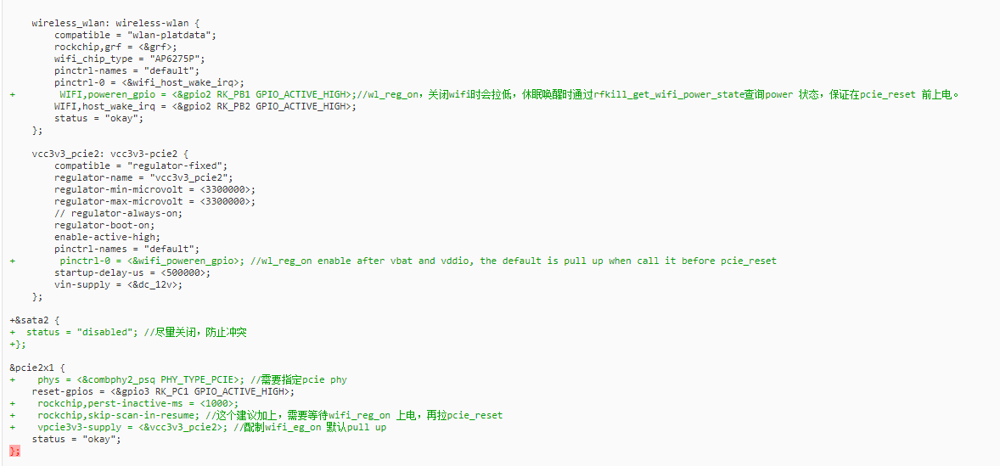 wireless_wlan: wireless-wlan {
        compatible = "wlan-platdata";
        rockchip,grf = <&grf>;
        wifi_chip_type = "AP6275P";
        pinctrl-names = "default";
        pinctrl-0 = <&wifi_host_wake_irq>;
+        WIFI,poweren_gpio = <&gpio2 RK_PB1 GPIO_ACTIVE_HIGH>;//wl_reg_on，关闭wifi时会拉低，休眠唤醒时通过rfkill_get_wifi_power_state查询power 状态，保证在pcie_reset 前上电。
        WIFI,host_wake_irq = <&gpio2 RK_PB2 GPIO_ACTIVE_HIGH>;
        status = "okay";
    };
    vcc3v3_pcie2: vcc3v3-pcie2 {
        compatible = "regulator-fixed";
        regulator-name = "vcc3v3_pcie2";
        regulator-min-microvolt = <3300000>;
        regulator-max-microvolt = <3300000>;
        // regulator-always-on;
        regulator-boot-on;
        enable-active-high;
        pinctrl-names = "default";
+        pinctrl-0 = <&wifi_poweren_gpio>; //wl_reg_on enable after vbat and vddio, the default is pull up when call it before pcie_reset
        startup-delay-us = <500000>;
        vin-supply = <&dc_12v>;
    };
+&sata2 {
+  status = "disabled"; //尽量关闭，防止冲突
+};
&pcie2x1 {
+    phys = <&combphy2_psq PHY_TYPE_PCIE>; //需要指定pcie phy
    reset-gpios = <&gpio3 RK_PC1 GPIO_ACTIVE_HIGH>;
+    rockchip,perst-inactive-ms = <1000>;
+    rockchip,skip-scan-in-resume; //这个建议加上，需要等待wifi_reg_on 上电，再拉pcie_reset
+    vpcie3v3-supply = <&vcc3v3_pcie2>; //配制wifi_eg_on 默认pull up
    status = "okay";
};